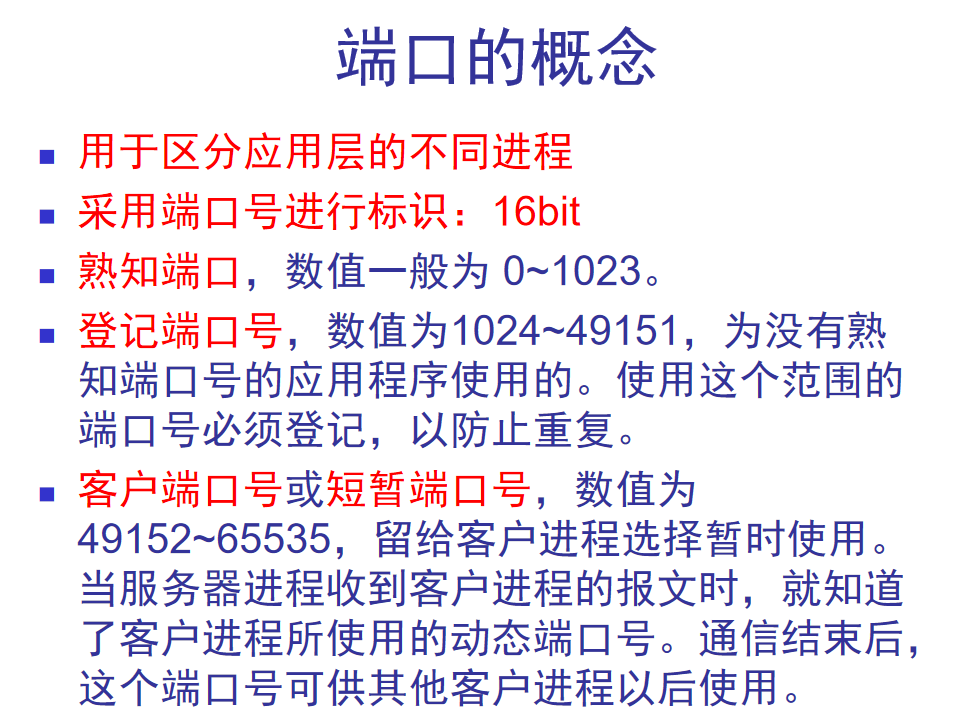 端口的概念
用于区分应用层的不同进程
采用端口号进行标识：16bit
熟知端口，数值一般为 0~1023。
登记端口号，数值为1024~49151，为没有熟
知端口号的应用程序使用的。使用这个范围的
端口号必须登记，以防止重复。
客户端口号或短暂端口号，数值为
49152~65535，留给客户进程选择暂时使用。
当服务器进程收到客户进程的报文时，就知道
了客户进程所使用的动态端口号。通信结束后，
这个端口号可供其他客户进程以后使用。